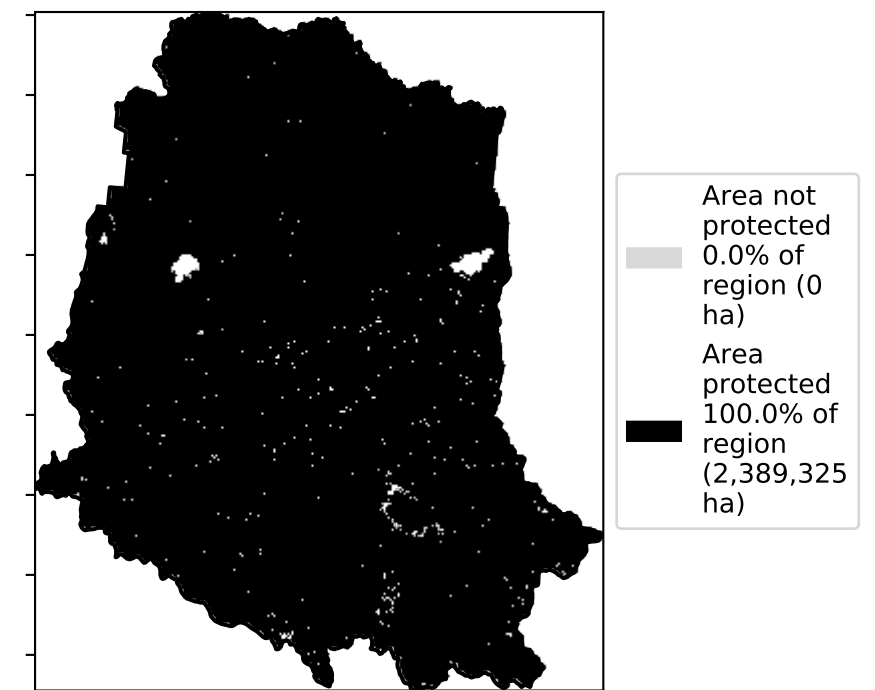 Area not
protected
0.0% of
region (0
ha)
Area
protected
100.0% of
region
(2,389,325
ha)